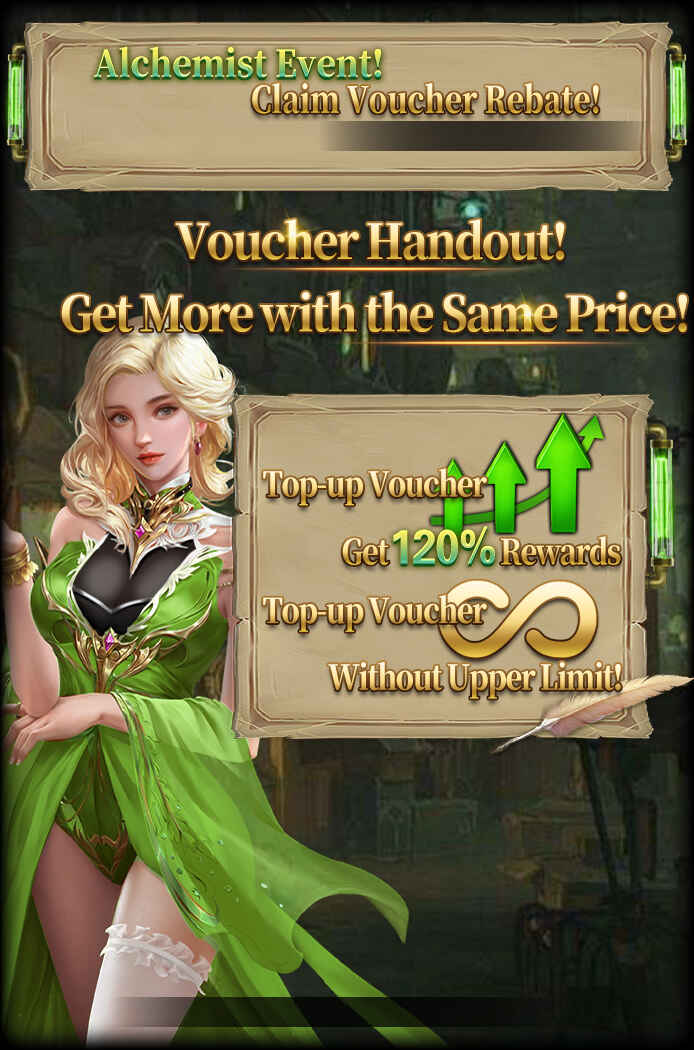 Alchemist Event!
Claim Voucher Rebate!
Voucher Handout!
Get More with the Same Price!
Top-up Voucher
Get 120% Rewards
Top-up Voucher
Without Upper Limit!